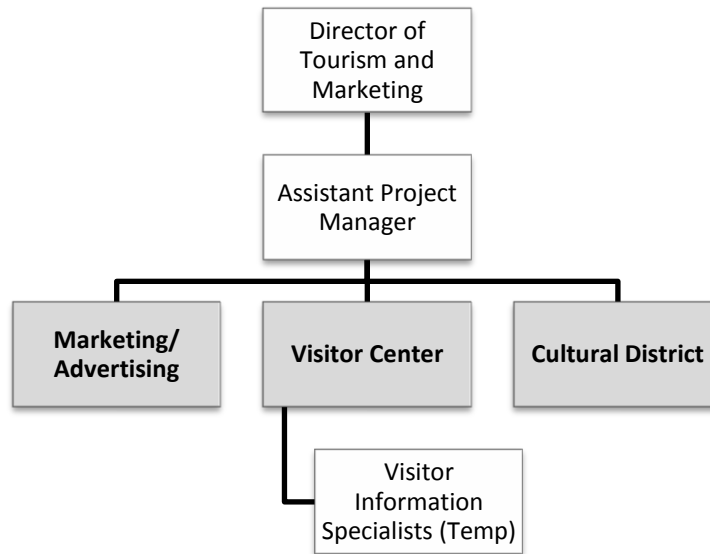 Director of
Tourism and
Marketing
Assistant Project
Manager
Marketing/
Advertising
Visitor Center
Cultural District
Visitor
Information
Specialists (Temp)